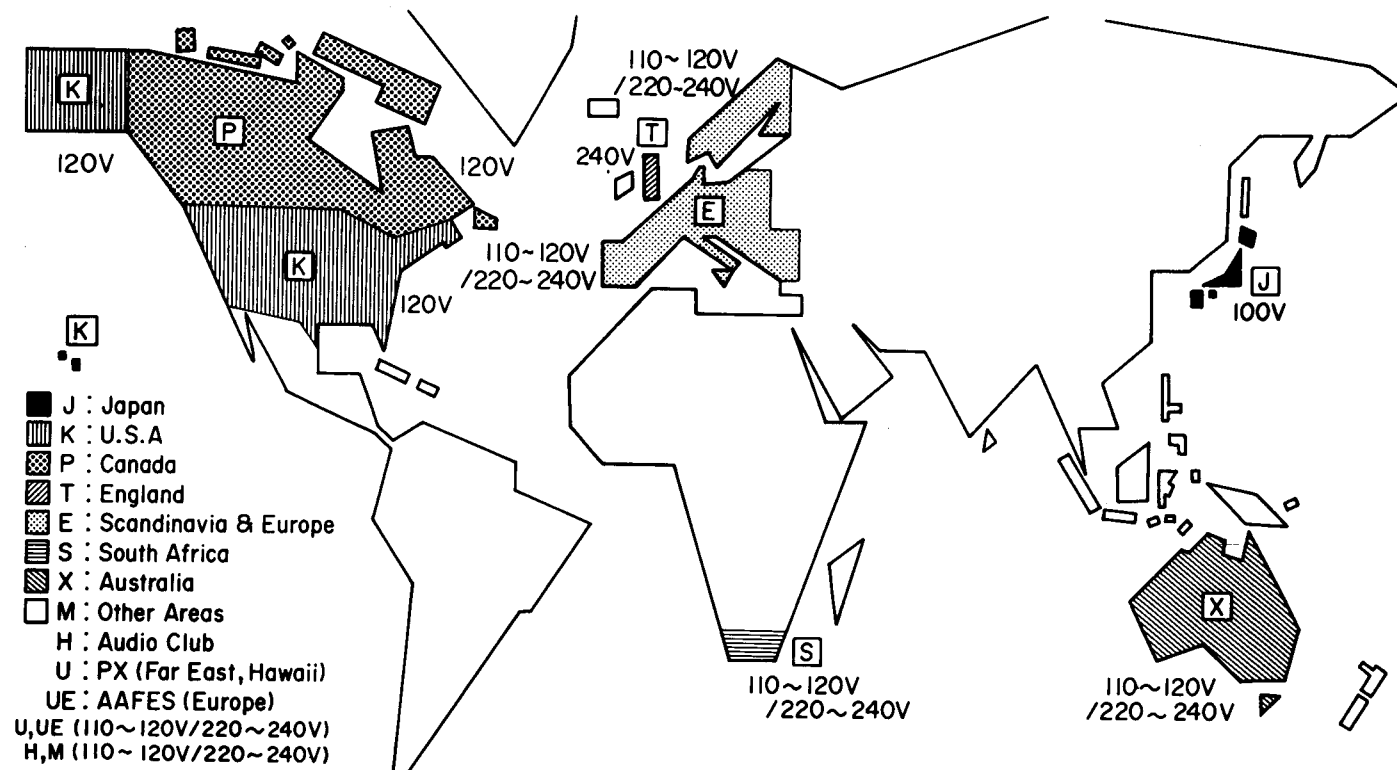 K
120V
P
120V
110~120V
/220~240V
T
240V
E
110~120V
/220~240V
K
120V
K
J
100V
J : Japan
K : U.S.A
P : Canada
T : England
E : Scandinavia & Europe
S : South Africa
X : Australia
M : Other Areas
H : Audio Club
U : PX (Far East, Hawaii)
UE : AAFES (Europe)
U,UE (110~120V/220~240V)
H,M (110~120V/220~240V)
S
110~120V
/220~240V
X
110~120V
/220~240V